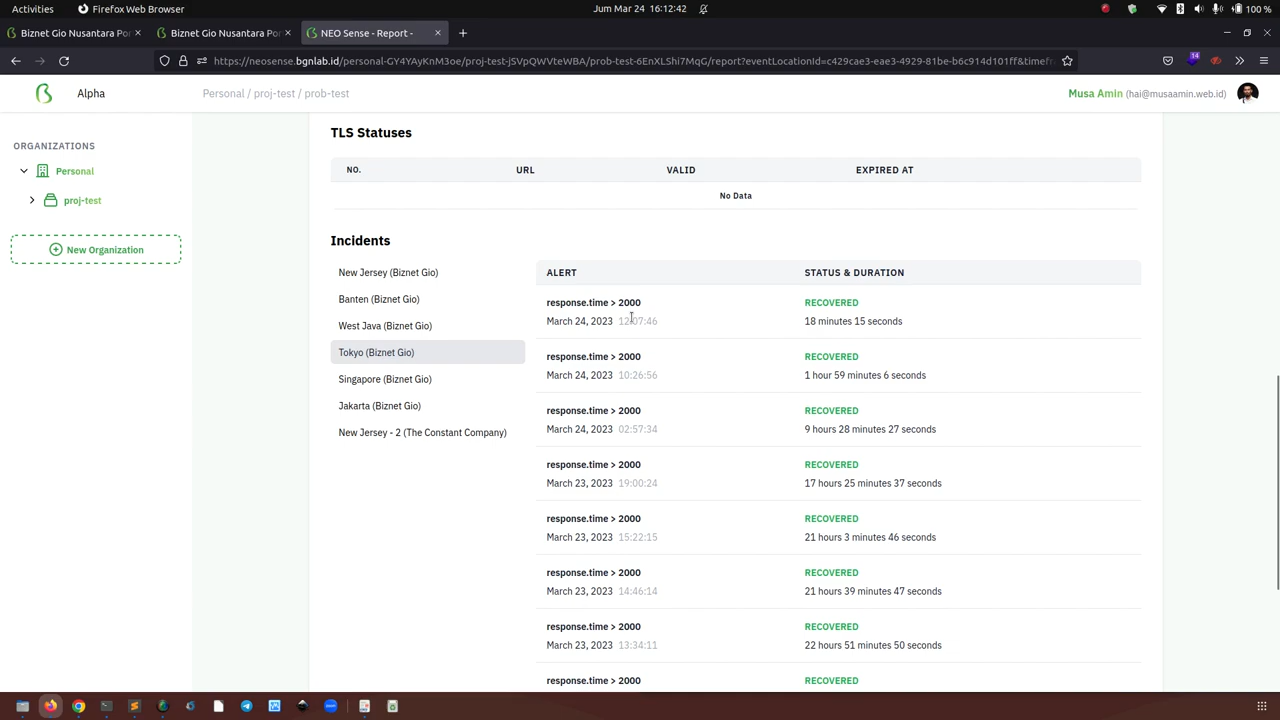 Activities
Firefox Web Browser
Jum Mar 24 16:12:42
100 %
Biznet Gio Nusantara Por
Biznet Gio Nusantara Por
NEO Sense - Report -
https://neosense.bgnlab.id/personal-GY4YAyKnM3oe/proj-test-jSVpQWVteWBA/prob-test-6EnXLShi7MqG/report?eventLocationId=c429cae3-eae3-4929-81be-b6c914d101ff&timefr
14
Alpha
Personal / proj-test / prob-test
Musa Amin (hai@musaamin.web.id)
ORGANIZATIONS
Personal
proj-test
New Organization
TLS Statuses
NO. URL VALID EXPIRED AT
No Data
Incidents
New Jersey (Biznet Gio)
Banten (Biznet Gio)
West Java (Biznet Gio)
Tokyo (Biznet Gio)
Singapore (Biznet Gio)
Jakarta (Biznet Gio)
New Jersey - 2 (The Constant Company)
ALERT STATUS & DURATION
response.time > 2000 RECOVERED
March 24, 2023 12:07:46 18 minutes 15 seconds
response.time > 2000 RECOVERED
March 24, 2023 10:26:56 1 hour 59 minutes 6 seconds
response.time > 2000 RECOVERED
March 24, 2023 02:57:34 9 hours 28 minutes 27 seconds
response.time > 2000 RECOVERED
March 23, 2023 19:00:24 17 hours 25 minutes 37 seconds
response.time > 2000 RECOVERED
March 23, 2023 15:22:15 21 hours 3 minutes 46 seconds
response.time > 2000 RECOVERED
March 23, 2023 14:46:14 21 hours 39 minutes 47 seconds
response.time > 2000 RECOVERED
March 23, 2023 13:34:11 22 hours 51 minutes 50 seconds
response.time > 2000 RECOVERED